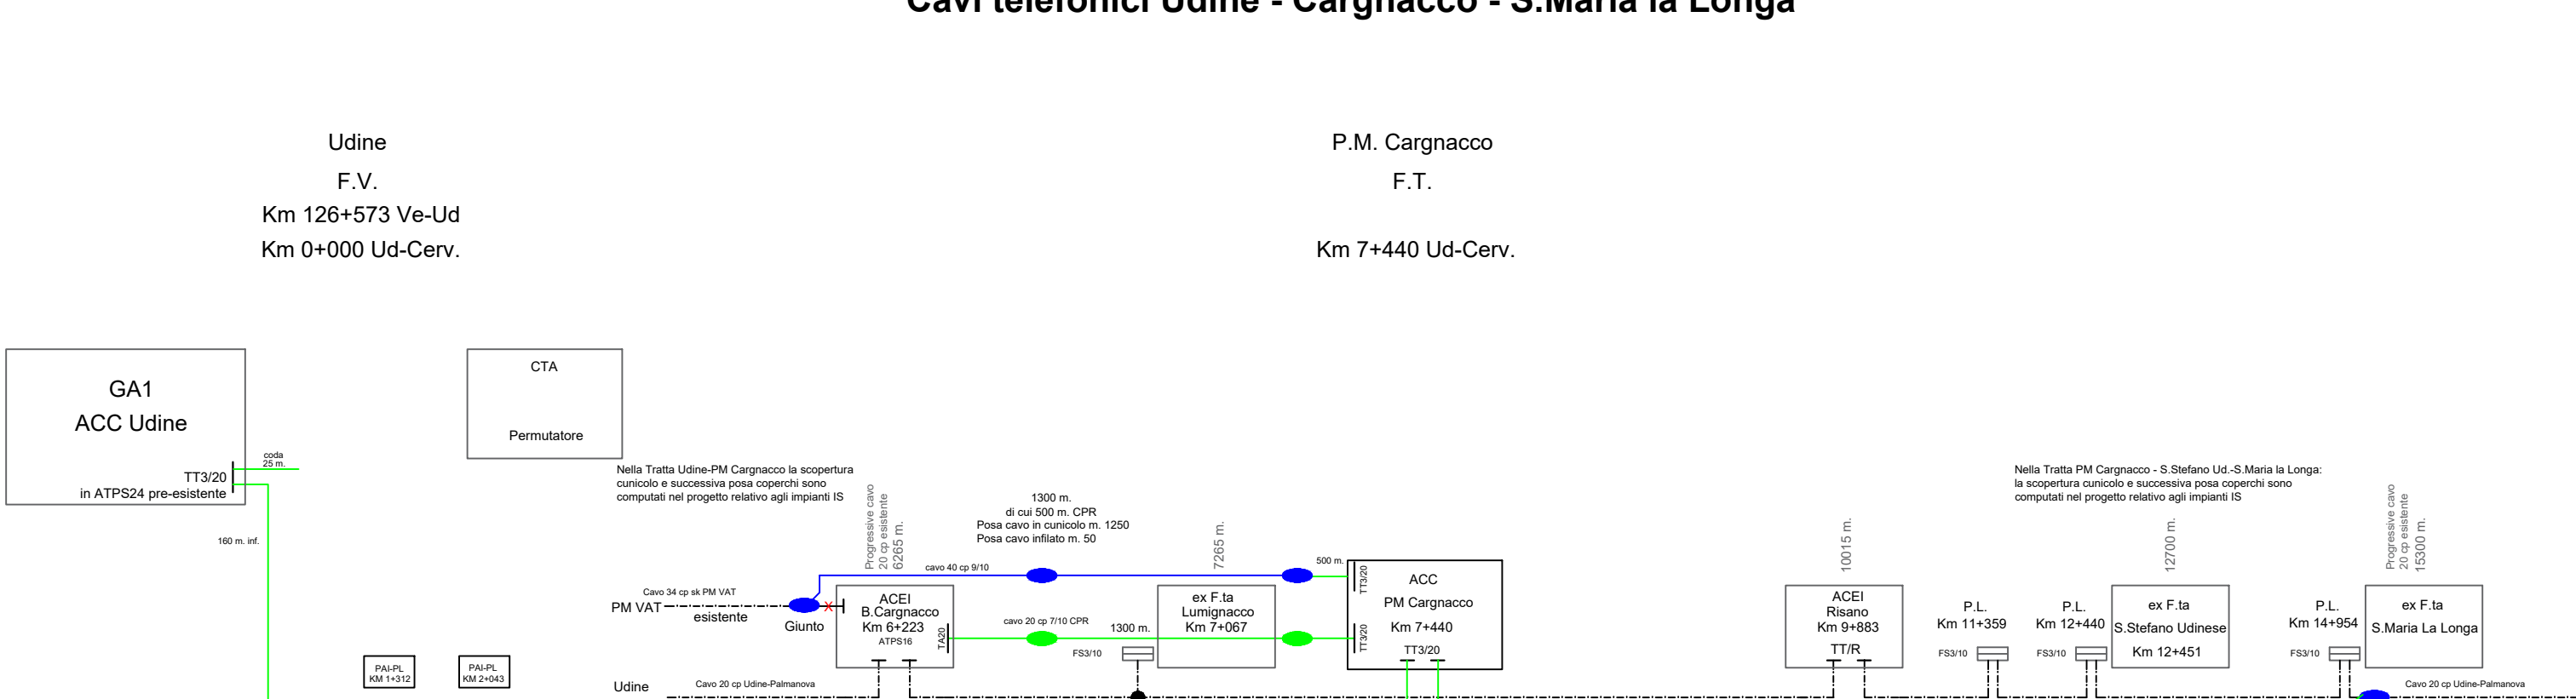 Cavi telefonici Udine - Cargnacco - S.Maria la Longa
Udine
F.V.
Km 126+573 Ve-Ud
Km 0+000 Ud-Cerv.
P.M. Cargnacco
F.T.
Km 7+440 Ud-Cerv.
GA1
ACC Udine
TT3/20
in ATPS24 pre-esistente
coda
25 m.
160 m. inf.
CTA
Permutatore
PAI-PL
KM 1+312
PAI-PL
KM 2+043
Nella Tratta Udine-PM Cargnacco la scopertura
cunicolo e successiva posa coperchi sono
computati nel progetto relativo agli impianti IS
Progressive cavo
20 cp esistente
6265 m.
1300 m.
di cui 500 m. CPR
Posa cavo in cunicolo m. 1250
Posa cavo infilato m. 50
7265 m.
cavo 40 cp 9/10
500 m.
Cavo 34 cp sk PM VAT
PM VAT
esistente
X
Giunto
ACEI
B.Cargnacco
Km 6+223
ATPS16
TA20
cavo 20 cp 7/10 CPR
1300 m.
FS3/10
ex F.ta
Lumignacco
Km 7+067
TT3/20
TT3/20
ACC
PM Cargnacco
Km 7+440
TT3/20
Udine
Cavo 20 cp Udine-Palmanova
10015 m.
ACEI
Risano
Km 9+883
TT/R
P.L.
Km 11+359
FS3/10
P.L.
Km 12+440
FS3/10
Nella Tratta PM Cargnacco - S.Stefano Ud.-S.Maria la Longa:
la scopertura cunicolo e successiva posa coperchi sono
computati nel progetto relativo agli impianti IS
12700 m.
ex F.ta
S.Stefano Udinese
Km 12+451
P.L.
Km 14+954
FS3/10
Progressive cavo
20 cp esistente
15300 m.
ex F.ta
S.Maria La Longa
Cavo 20 cp Udine-Palmanova